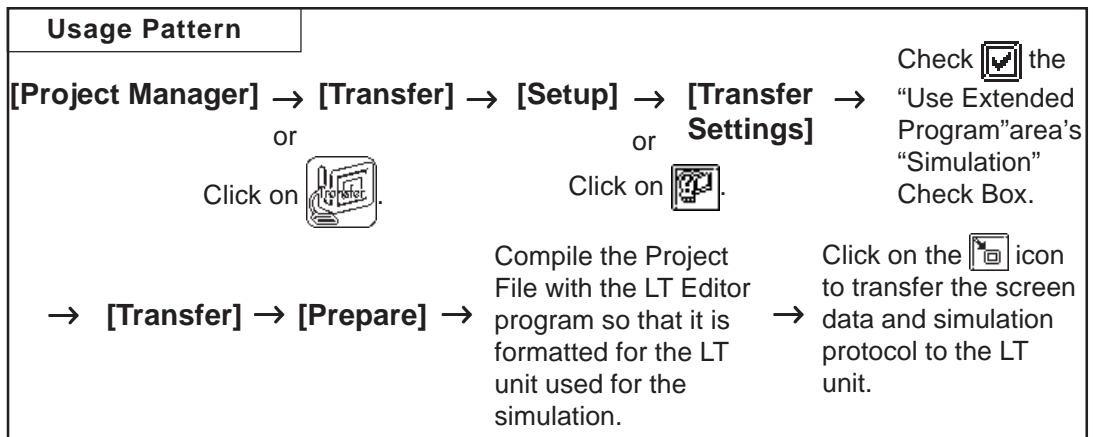 Usage Pattern
[Project Manager] → [Transfer] → [Setup] → [Transfer Settings] →
or
Click on Transfer.
or
Click on .
Check the
“Use Extended
Program”area’s
“Simulation”
Check Box.
→ [Transfer] → [Prepare] →
Compile the Project
File with the LT Editor
program so that it is
formatted for the LT
unit used for the
simulation.
→
Click on the icon
to transfer the screen
data and simulation
protocol to the LT
unit.